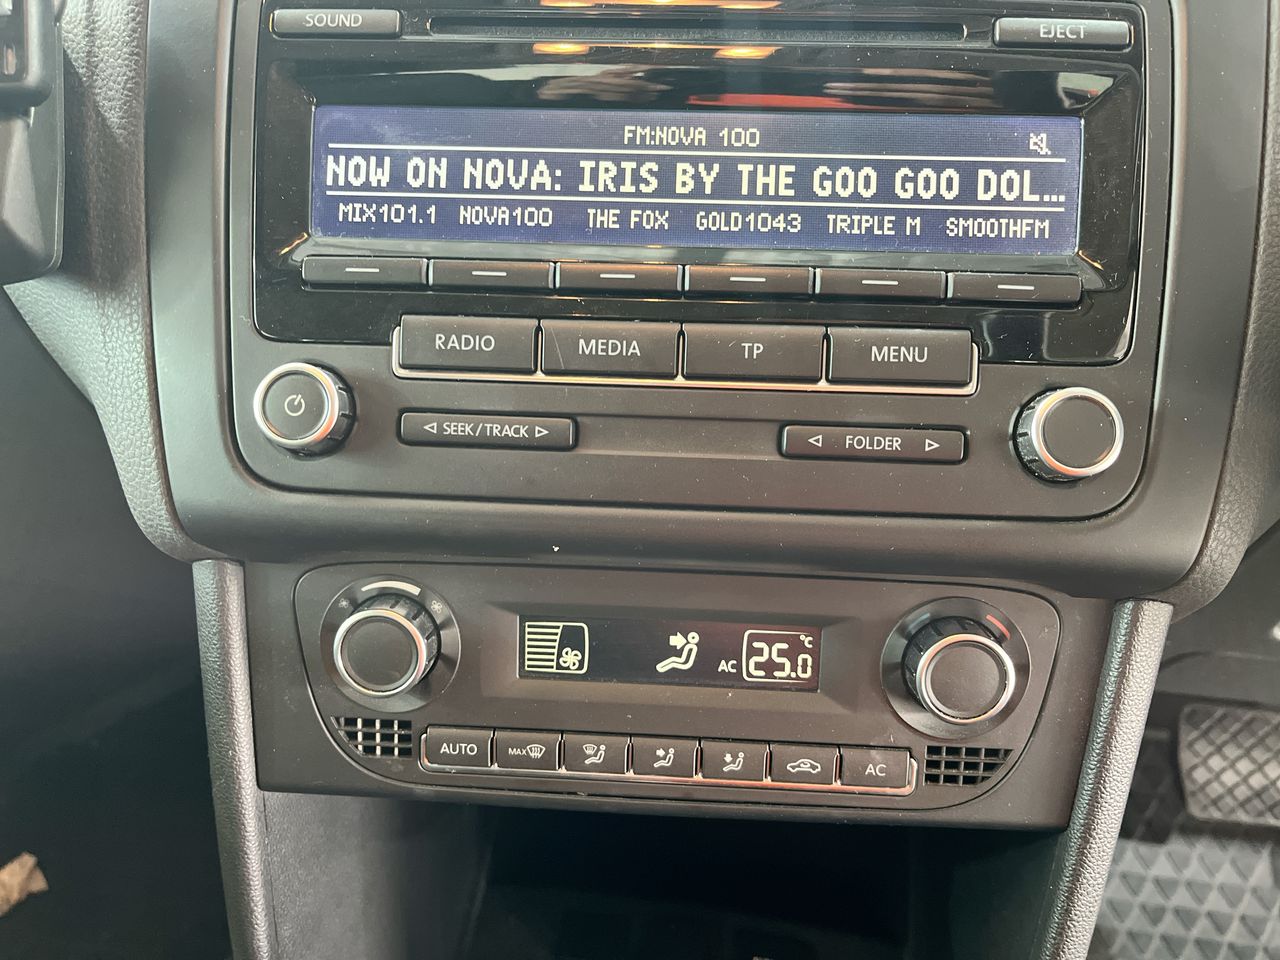 SOUND EJECT
FM:NOVA 100
NOW ON NOVA: IRIS BY THE GOO GOO DOL...
MIX101.1 NOVA100 THE FOX GOLD1043 TRIPLE M SMOOTHFM
RADIO MEDIA TP MENU
SEEK/TRACK FOLDER
AC 25.0 °C
AUTO MAX AC